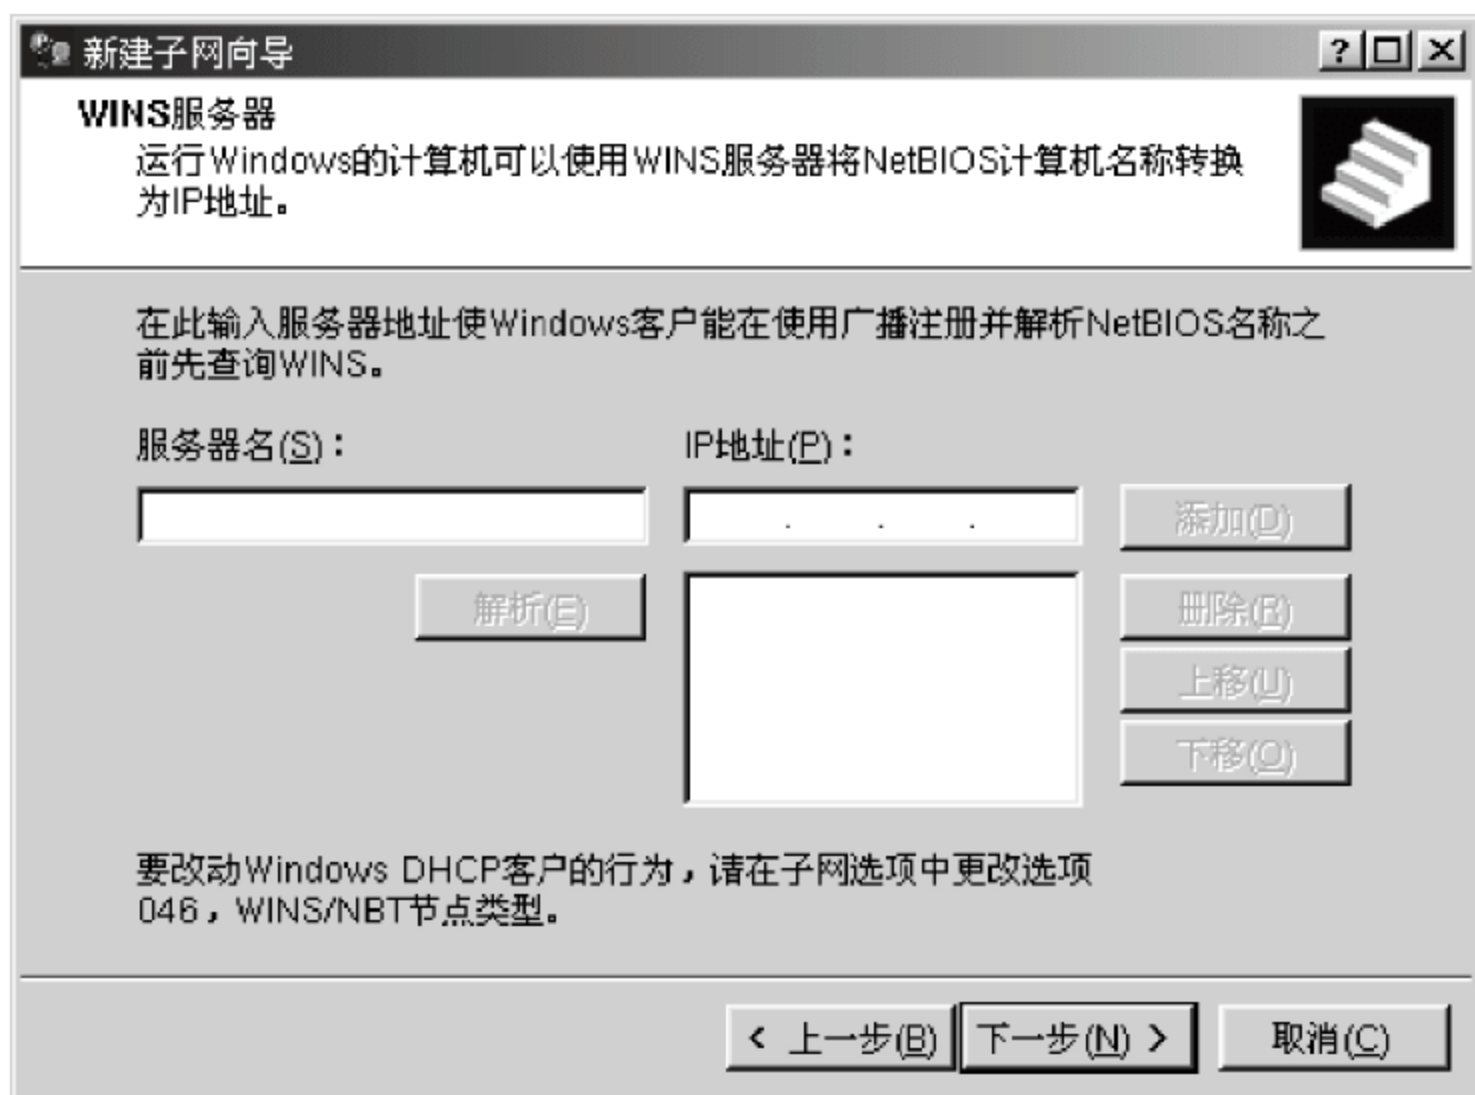 新建子网向导
WINS服务器
运行Windows的计算机可以使用WINS服务器将NetBIOS计算机名称转换
为IP地址。
在此输入服务器地址使Windows客户能在使用广播注册并解析NetBIOS名称之
前先查询WINS。
服务器名(S)： IP地址(P)：
. . . 添加(D)
解析(E) 删除(R)
上移(U)
下移(O)
要改动Windows DHCP客户的行为，请在子网选项中更改选项
046，WINS/NBT节点类型。
< 上一步(B) 下一步(N) > 取消(C)